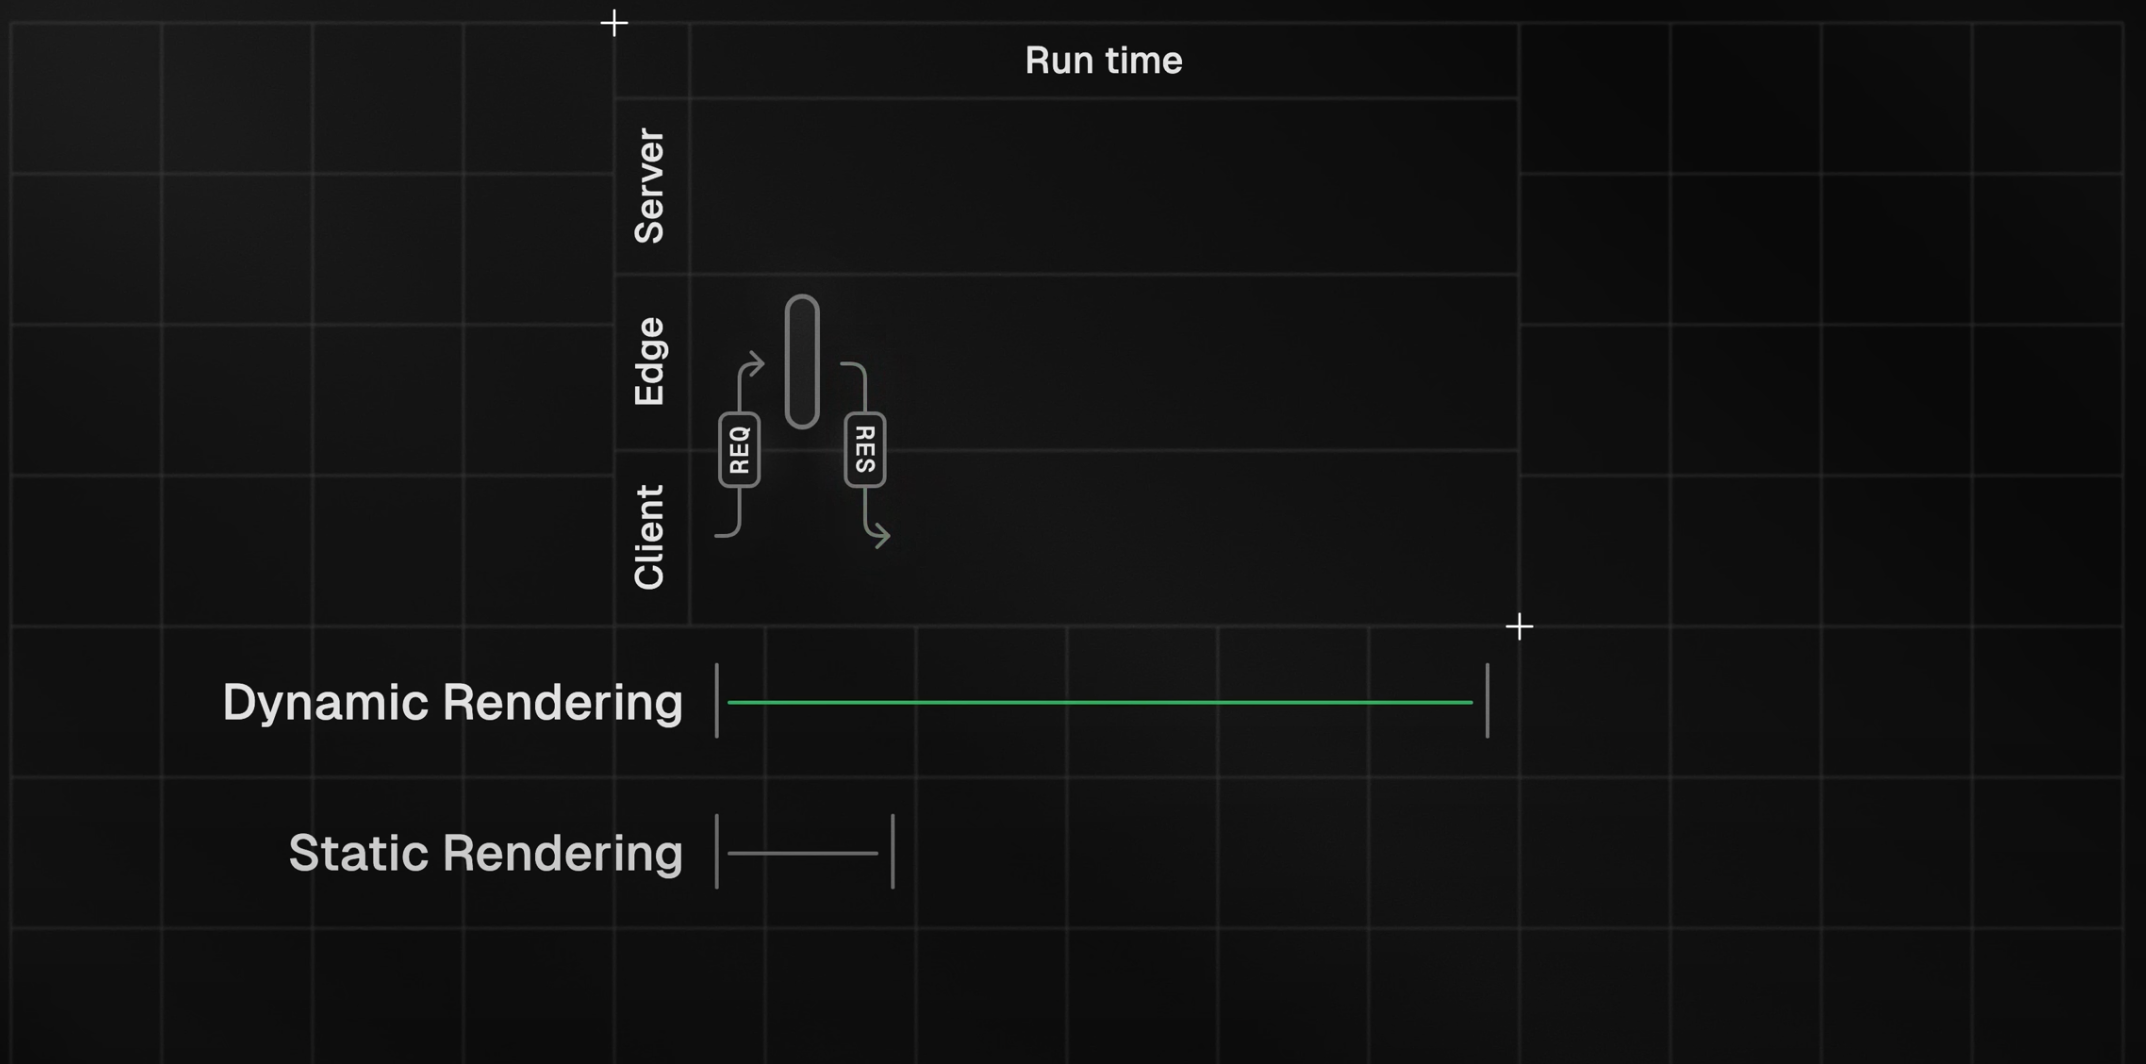 Run time
Server
Edge
Client
REQ
RES
Dynamic Rendering
Static Rendering